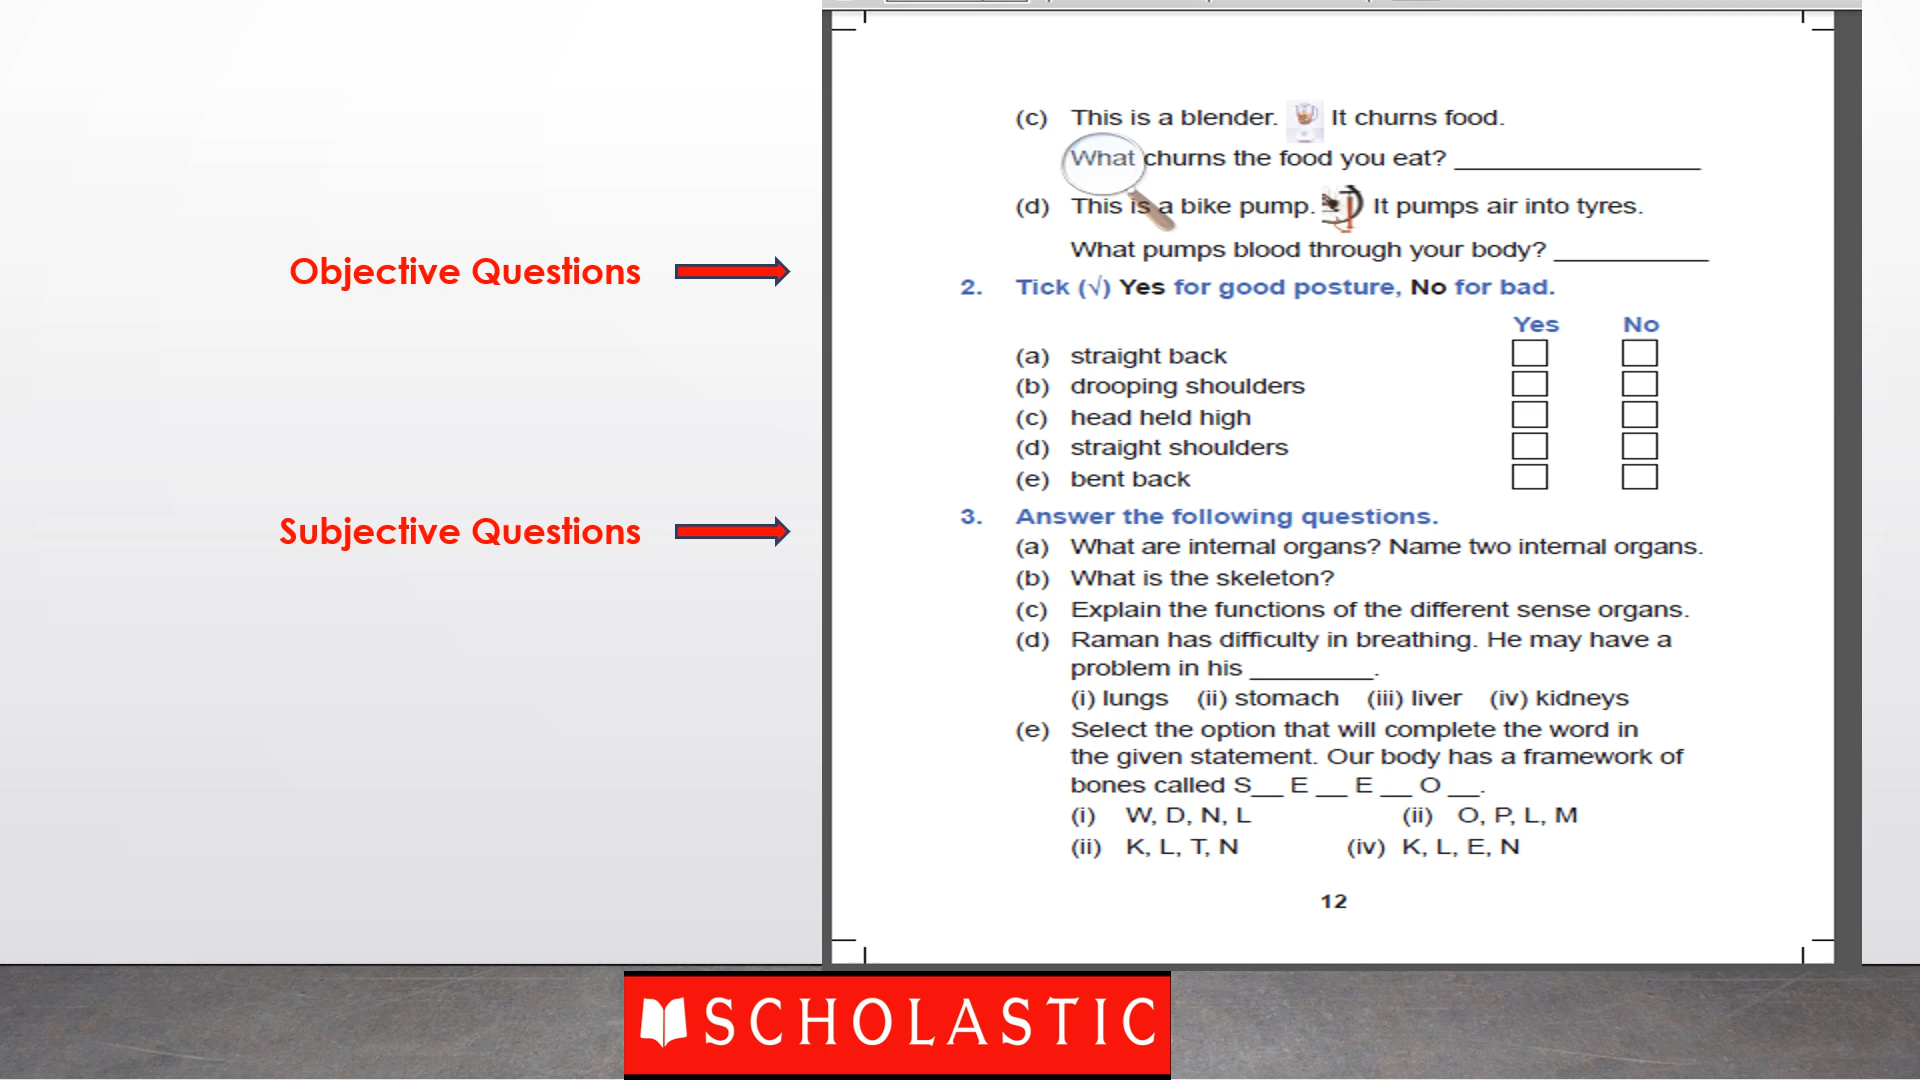 (c) This is a blender. It churns food.
What churns the food you eat? ____________________
(d) This is a bike pump. It pumps air into tyres.
What pumps blood through your body? ____________
Objective Questions
2. Tick (√) Yes for good posture, No for bad.
Yes No
(a) straight back
(b) drooping shoulders
(c) head held high
(d) straight shoulders
(e) bent back
Subjective Questions
3. Answer the following questions.
(a) What are internal organs? Name two internal organs.
(b) What is the skeleton?
(c) Explain the functions of the different sense organs.
(d) Raman has difficulty in breathing. He may have a
problem in his _________.
(i) lungs (ii) stomach (iii) liver (iv) kidneys
(e) Select the option that will complete the word in
the given statement. Our body has a framework of
bones called S__ E __ E __ O __.
(i) W, D, N, L (ii) O, P, L, M
(ii) K, L, T, N (iv) K, L, E, N
12
SCHOLASTIC